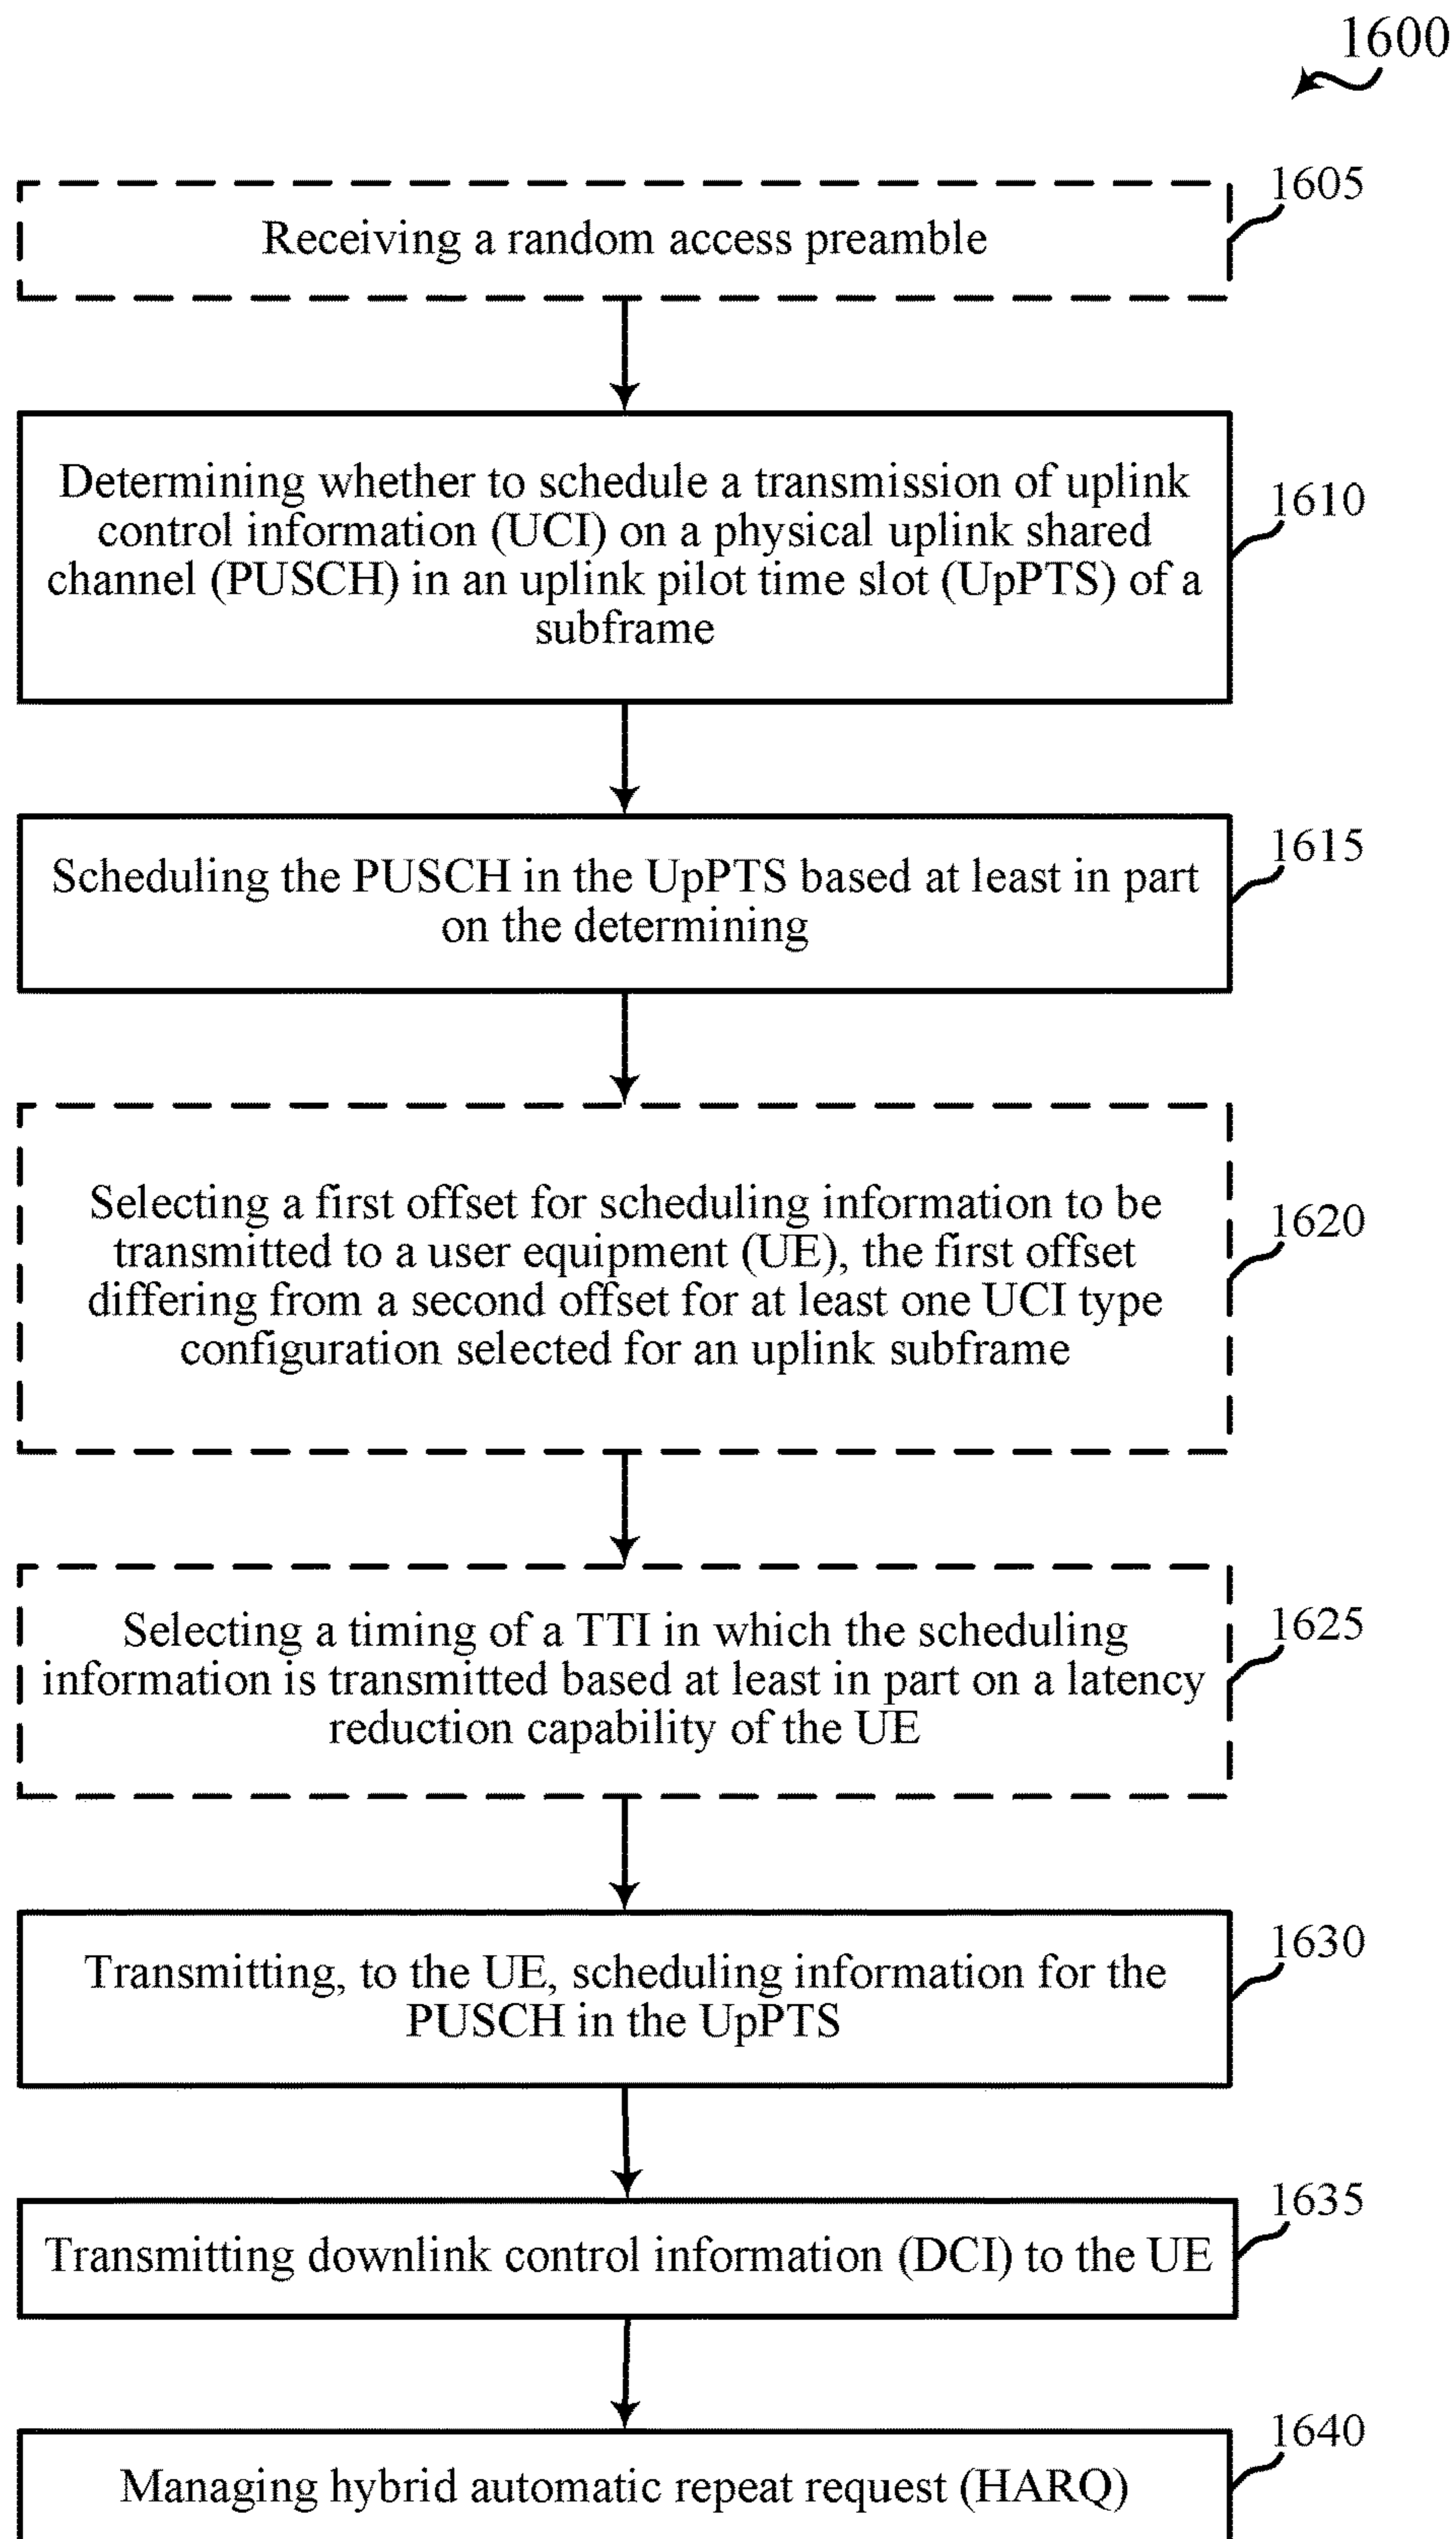 1600
1605
Receiving a random access preamble
Determining whether to schedule a transmission of uplink
control information (UCI) on a physical uplink shared
channel (PUSCH) in an uplink pilot time slot (UpPTS) of a
subframe
1610
Scheduling the PUSCH in the UpPTS based at least in part
on the determining
1615
Selecting a first offset for scheduling information to be
transmitted to a user equipment (UE), the first offset
differing from a second offset for at least one UCI type
configuration selected for an uplink subframe
1620
Selecting a timing of a TTI in which the scheduling
information is transmitted based at least in part on a latency
reduction capability of the UE
1625
Transmitting, to the UE, scheduling information for the
PUSCH in the UpPTS
1630
Transmitting downlink control information (DCI) to the UE
1635
Managing hybrid automatic repeat request (HARQ)
1640